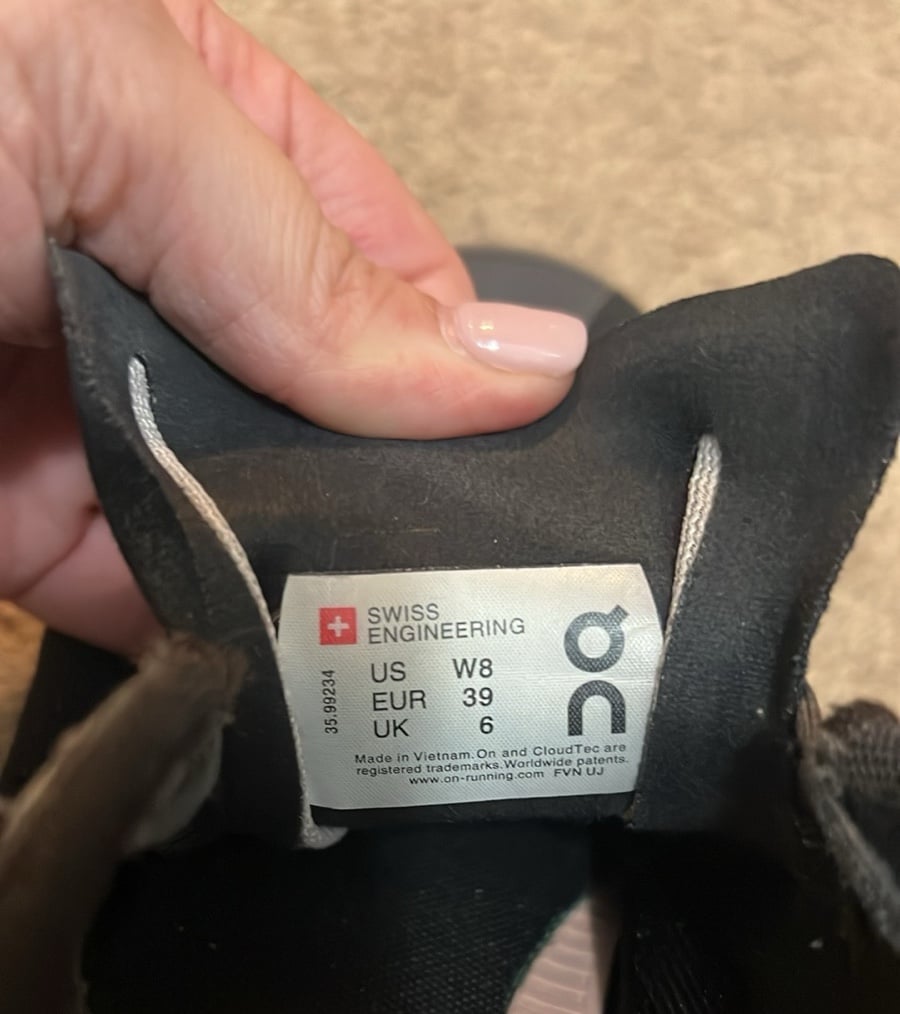 SWISS
ENGINEERING
US W8
EUR 39
UK 6
35.99234
on
Made in Vietnam. On and CloudTec are
registered trademarks. Worldwide patents.
www.on-running.com FVN UJ